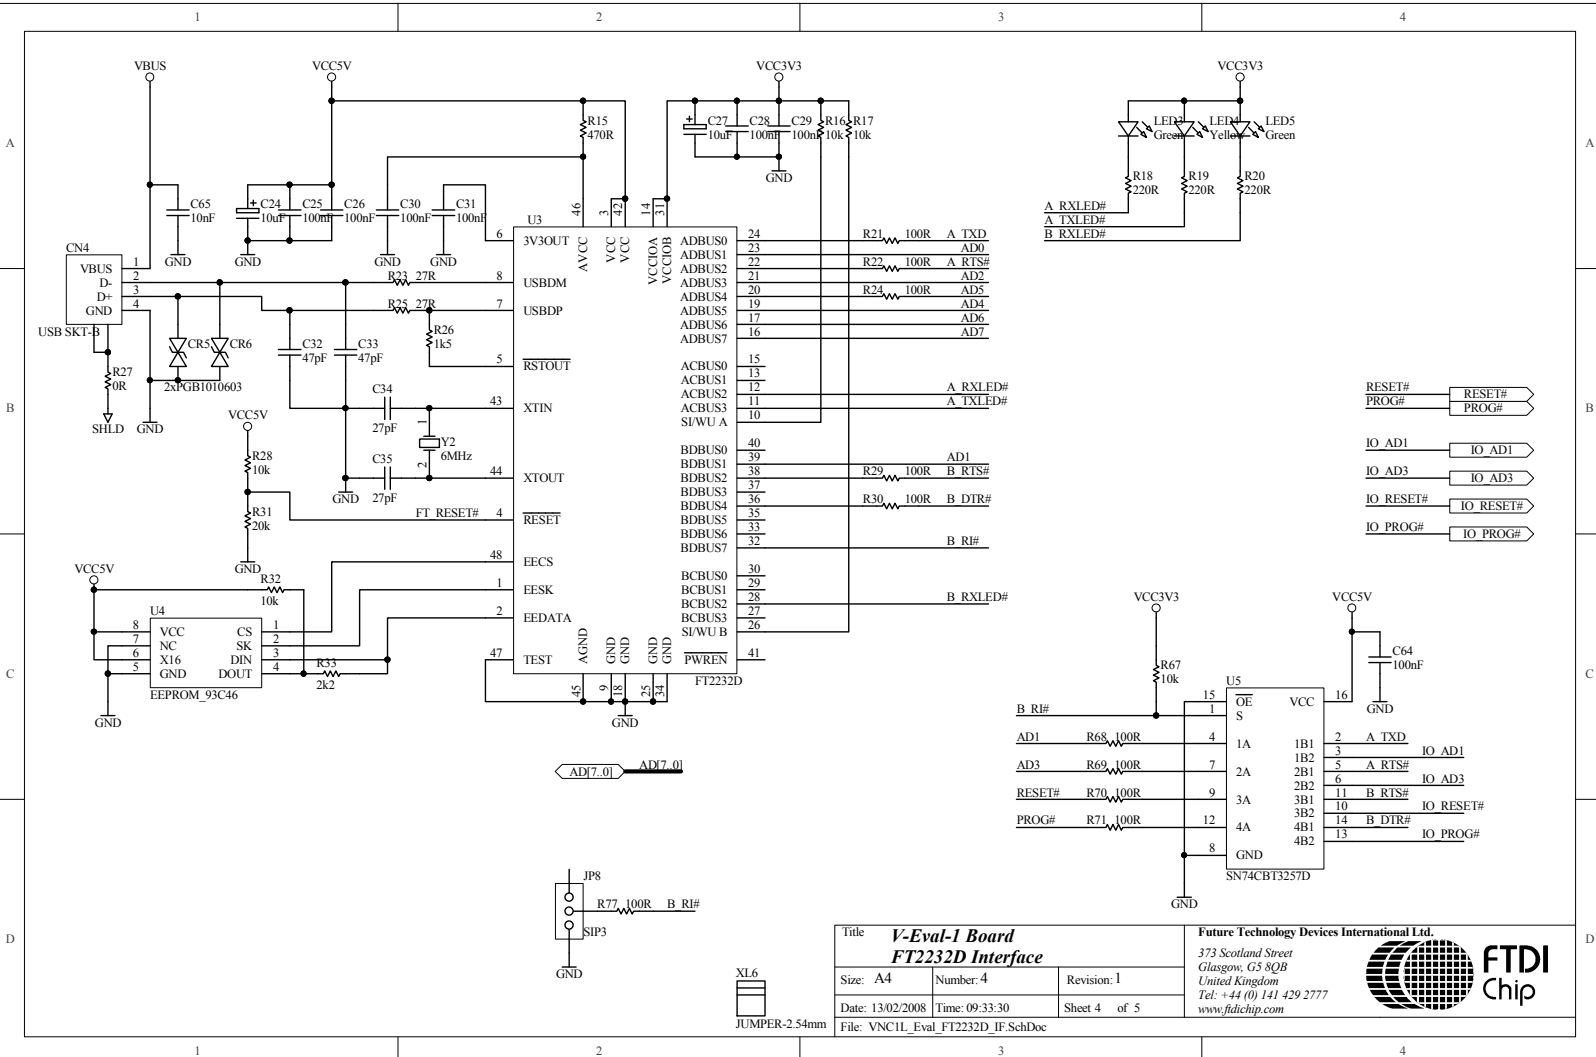 1 2 3 4
A
B
C
D
A
B
C
D
1 2 3 4
VBUS
VCC5V
VCC3V3
VCC3V3
R15
470R
C27
10uF
C28
100nF
C29
100nF
R16
10k
R17
10k
GND
LED3
Green
LED4
Yellow
LED5
Green
R18
220R
R19
220R
R20
220R
A_RXLED#
A_TXLED#
B_RXLED#
C65
10nF
C24
10uF
C25
100nF
C26
100nF
C30
100nF
C31
100nF
GND
GND
GND
GND
CN4
VBUS 1
D- 2
D+ 3
GND 4
USB SKT-B
R23 27R
R25 27R
R26
1k5
CR5
CR6
2xPGB1010603
C32
47pF
C33
47pF
R27
0R
SHLD
GND
C34
27pF
Y2
6MHz
1
2
C35
27pF
GND
VCC5V
R28
10k
R31
20k
GND
FT_RESET#
VCC5V
R32
10k
U4
8 VCC CS 1
7 NC SK 2
6 X16 DIN 3
5 GND DOUT 4
EEPROM_93C46
R33
2k2
GND
U3
46 AVCC
3 VCC
42 VCC
14 VCCIOA
31 VCCIOB
6 3V3OUT
8 USBDM
7 USBDP
5 RSTOUT
43 XTIN
44 XTOUT
4 RESET
48 EECS
1 EESK
2 EEDATA
47 TEST
AGND 45
GND 9
GND 18
GND 25
GND 34
GND
FT2232D
ADBUS0 24 R21 100R A_TXD
ADBUS1 23 AD0
ADBUS2 22 R22 100R A_RTS#
ADBUS3 21 AD2
ADBUS4 20 R24 100R AD5
ADBUS5 19 AD4
ADBUS6 17 AD6
ADBUS7 16 AD7
ACBUS0 15
ACBUS1 13
ACBUS2 12 A_RXLED#
ACBUS3 11 A_TXLED#
SI/WU A 10
BDBUS0 40
BDBUS1 39 AD1
BDBUS2 38 R29 100R B_RTS#
BDBUS3 37
BDBUS4 36 R30 100R B_DTR#
BDBUS5 35
BDBUS6 33
BDBUS7 32 B_RI#
BCBUS0 30
BCBUS1 29
BCBUS2 28 B_RXLED#
BCBUS3 27
SI/WU B 26
PWREN 41
RESET# RESET#
PROG# PROG#
IO_AD1 IO_AD1
IO_AD3 IO_AD3
IO_RESET# IO_RESET#
IO_PROG# IO_PROG#
VCC3V3
VCC5V
R67
10k
C64
100nF
GND
U5
15 OE VCC 16
B_RI# 1 S
AD1 R68 100R 4 1A
AD3 R69 100R 7 2A
RESET# R70 100R 9 3A
PROG# R71 100R 12 4A
8 GND
1B1 2 A_TXD
1B2 3 IO_AD1
2B1 5 A_RTS#
2B2 6 IO_AD3
3B1 11 B_RTS#
3B2 10 IO_RESET#
4B1 14 B_DTR#
4B2 13 IO_PROG#
SN74CBT3257D
GND
AD[7..0] AD[7..0]
JP8
R77 100R B_RI#
SIP3
GND
XL6
JUMPER-2.54mm
Title
V-Eval-1 Board
FT2232D Interface
Size: A4 Number: 4 Revision: 1
Date: 13/02/2008 Time: 09:33:30 Sheet 4 of 5
File: VNC1L_Eval_FT2232D_IF.SchDoc
Future Technology Devices International Ltd.
373 Scotland Street
Glasgow, G5 8QB
United Kingdom
Tel: +44 (0) 141 429 2777
www.ftdichip.com
FTDI
Chip